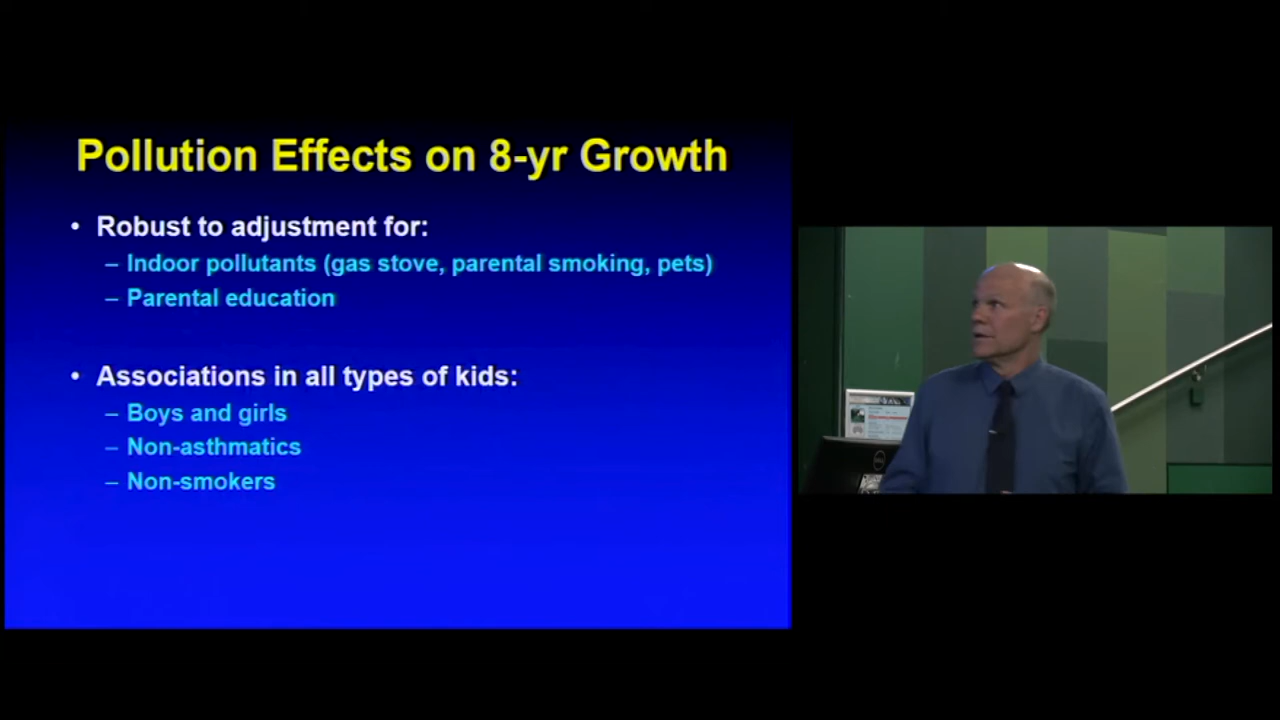 Pollution Effects on 8-yr Growth
• Robust to adjustment for:
– Indoor pollutants (gas stove, parental smoking, pets)
– Parental education
• Associations in all types of kids:
– Boys and girls
– Non-asthmatics
– Non-smokers